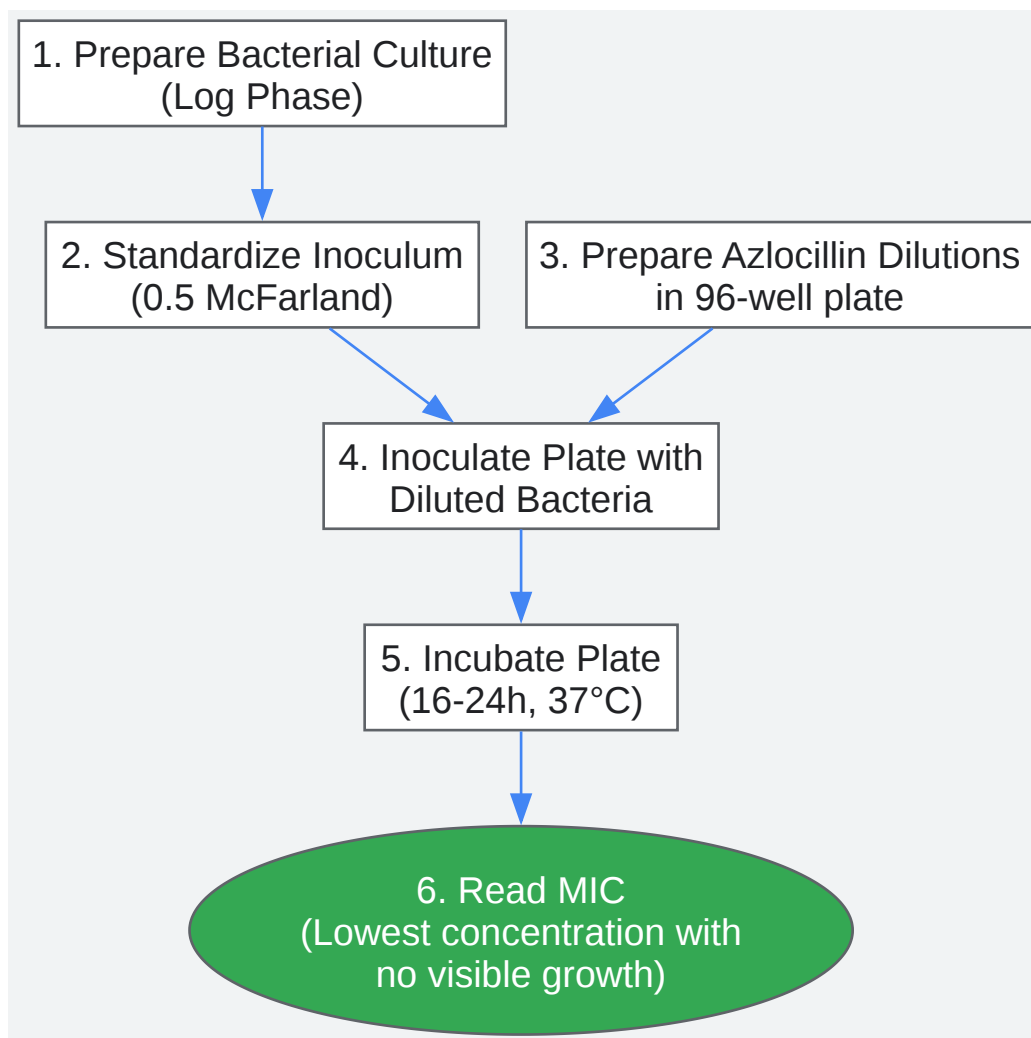 1. Prepare Bacterial Culture
(Log Phase)
2. Standardize Inoculum
(0.5 McFarland)
3. Prepare Azlocillin Dilutions
in 96-well plate
4. Inoculate Plate with
Diluted Bacteria
5. Incubate Plate
(16-24h, 37°C)
6. Read MIC
(Lowest concentration with
no visible growth)